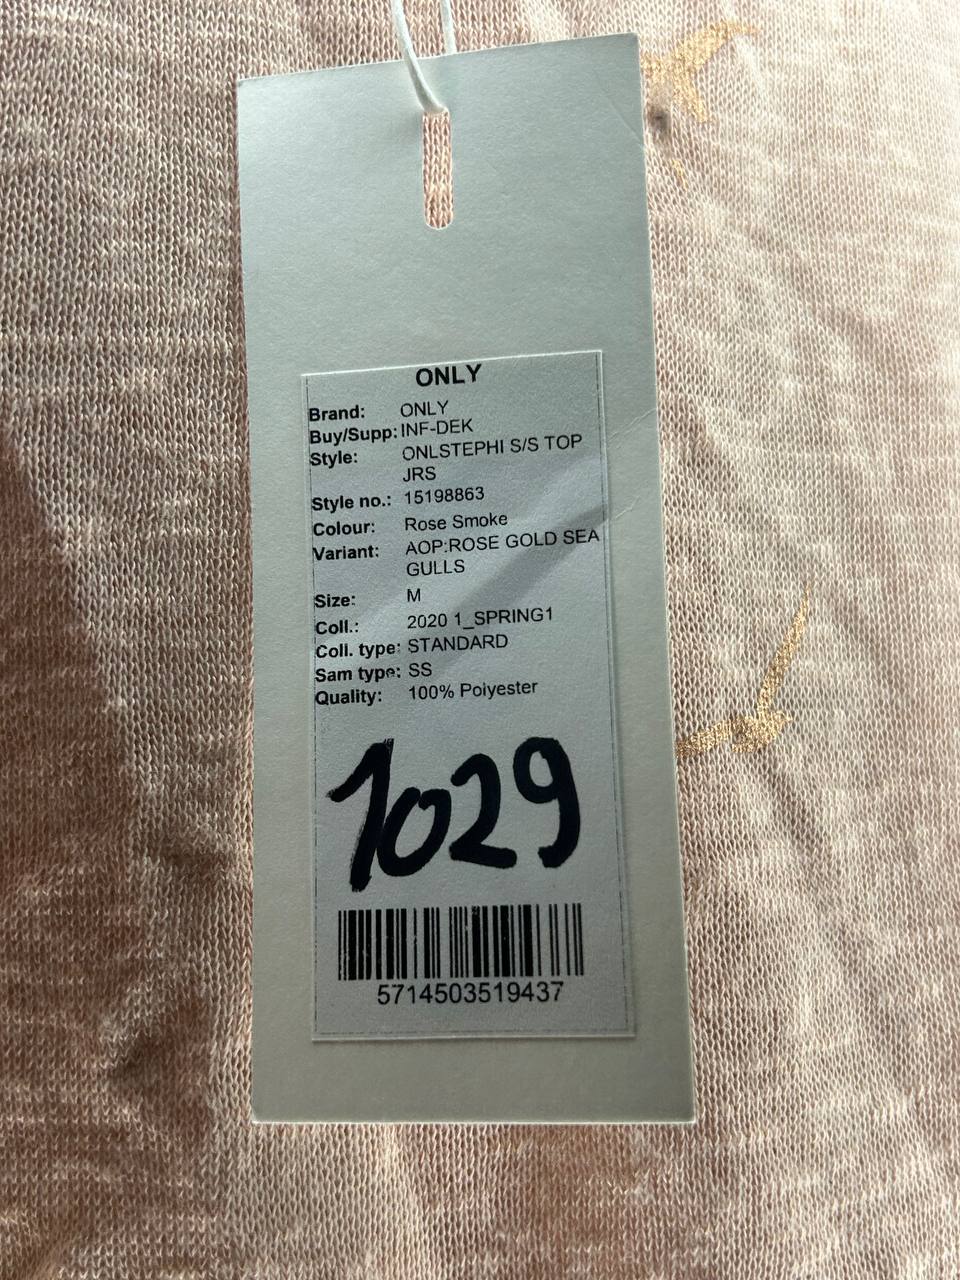 ONLY
Brand: ONLY
Buy/Supp: INF-DEK
Style: ONLSTEPHI S/S TOP
JRS
Style no.: 15198863
Colour: Rose Smoke
Variant: AOP:ROSE GOLD SEA
GULLS
Size: M
Coll.: 2020 1_SPRING1
Coll. type: STANDARD
Sam type: SS
Quality: 100% Polyester
1029
5714503519437